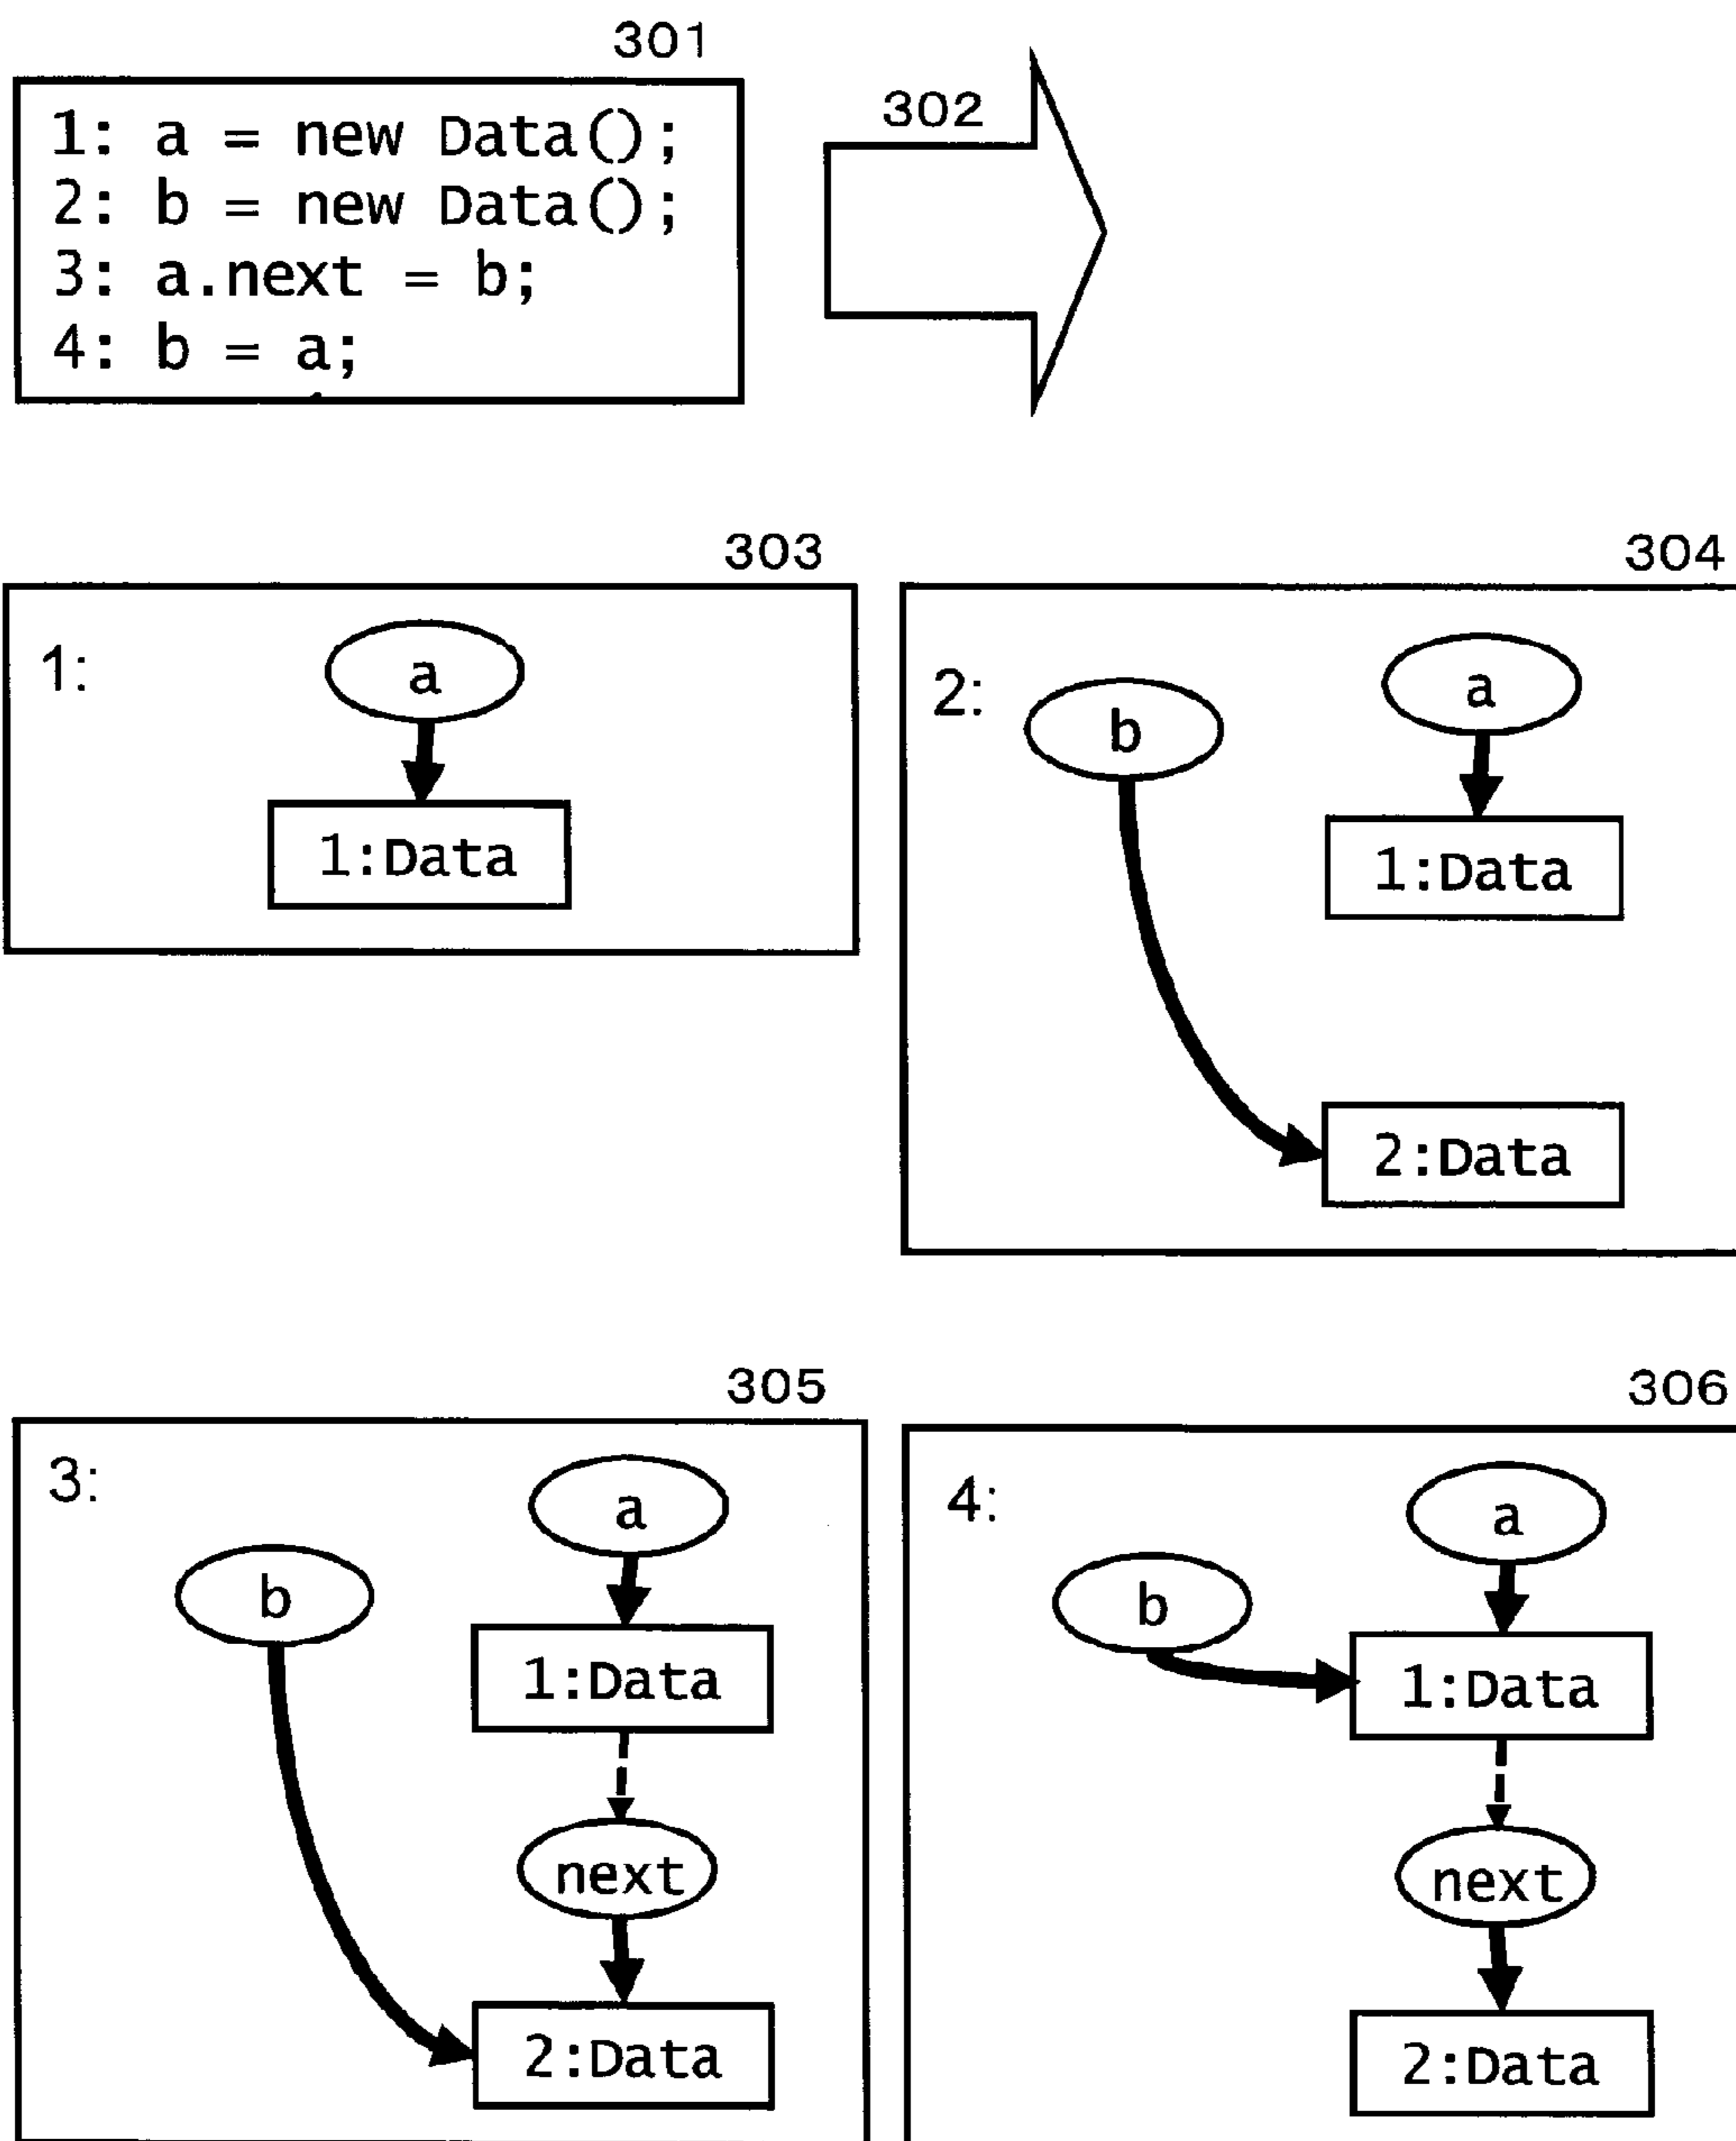 301
1: a = new Data();
2: b = new Data();
3: a.next = b;
4: b = a;
302
303
1:
a
1:Data
304
2:
b
a
1:Data
2:Data
305
3:
a
b
1:Data
next
2:Data
306
4:
a
b
1:Data
next
2:Data